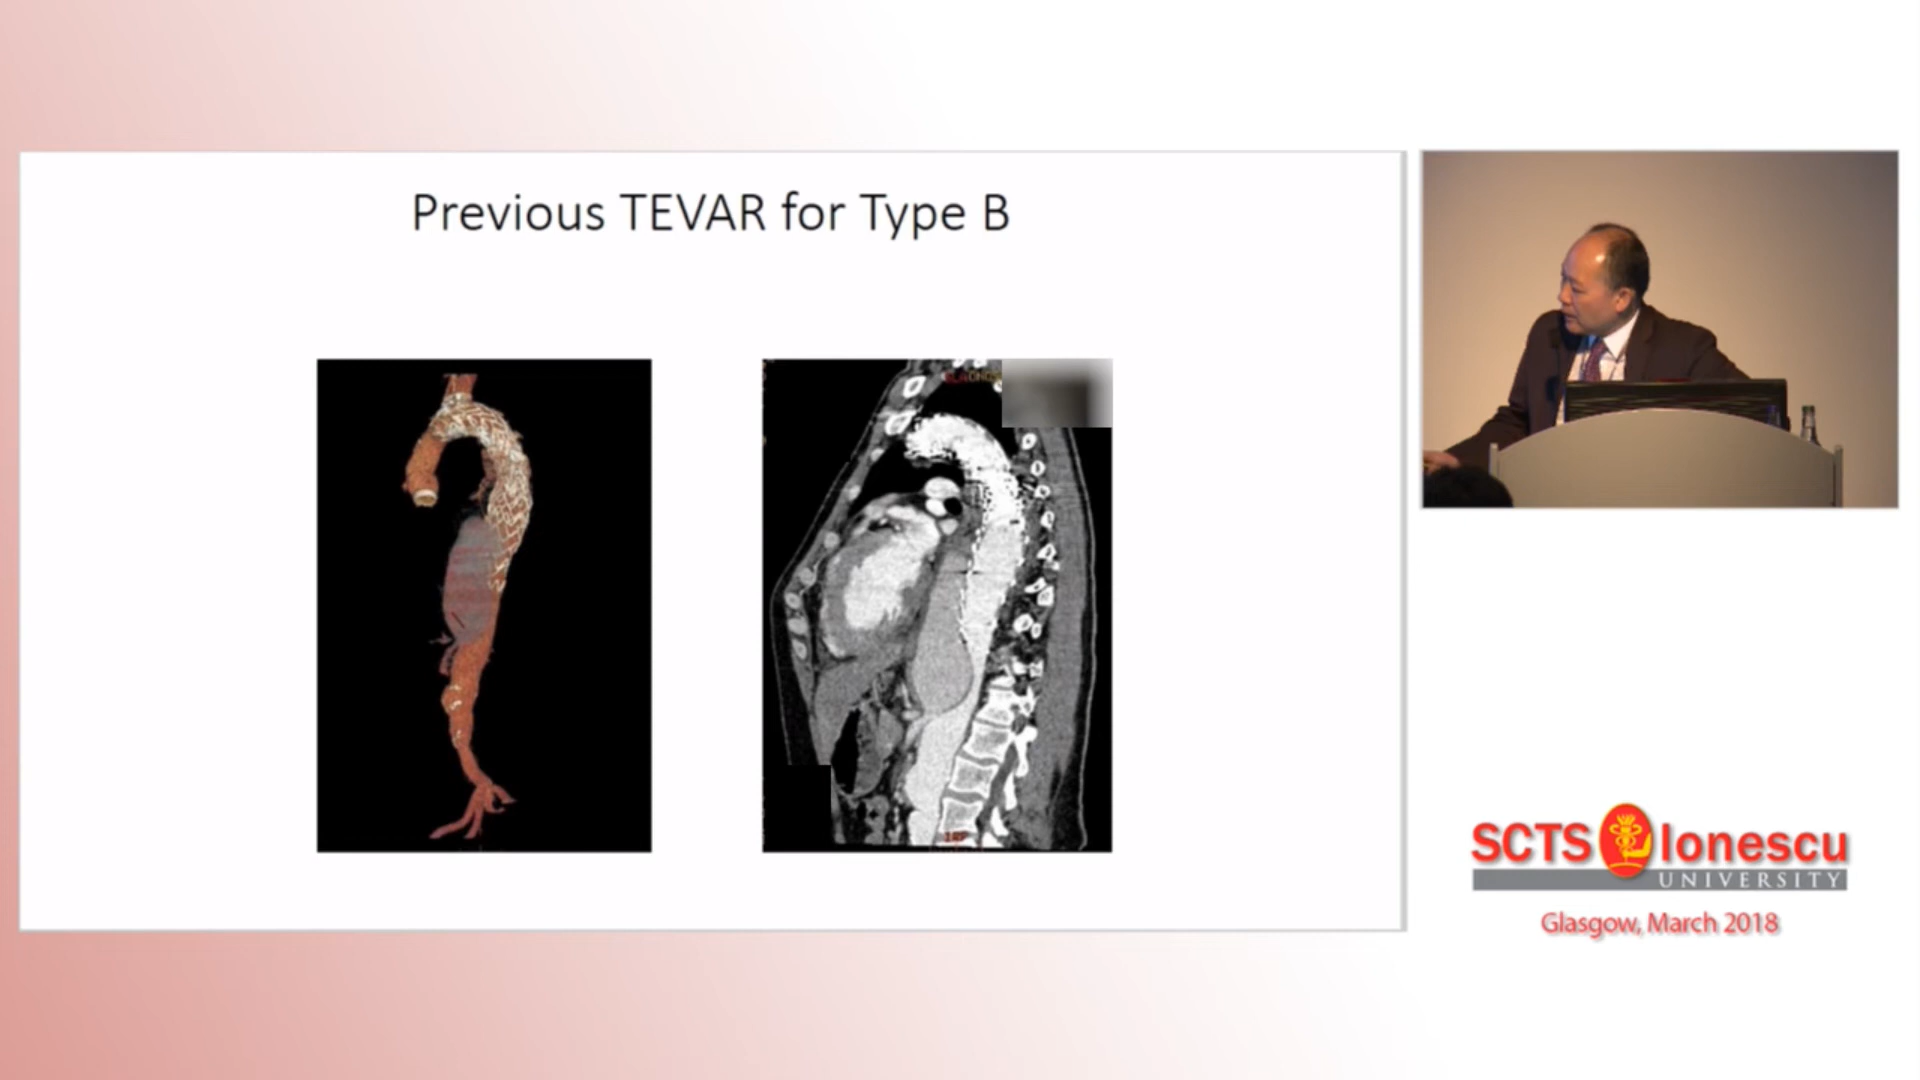 Previous TEVAR for Type B
SCTS Ionescu
UNIVERSITY
Glasgow, March 2018